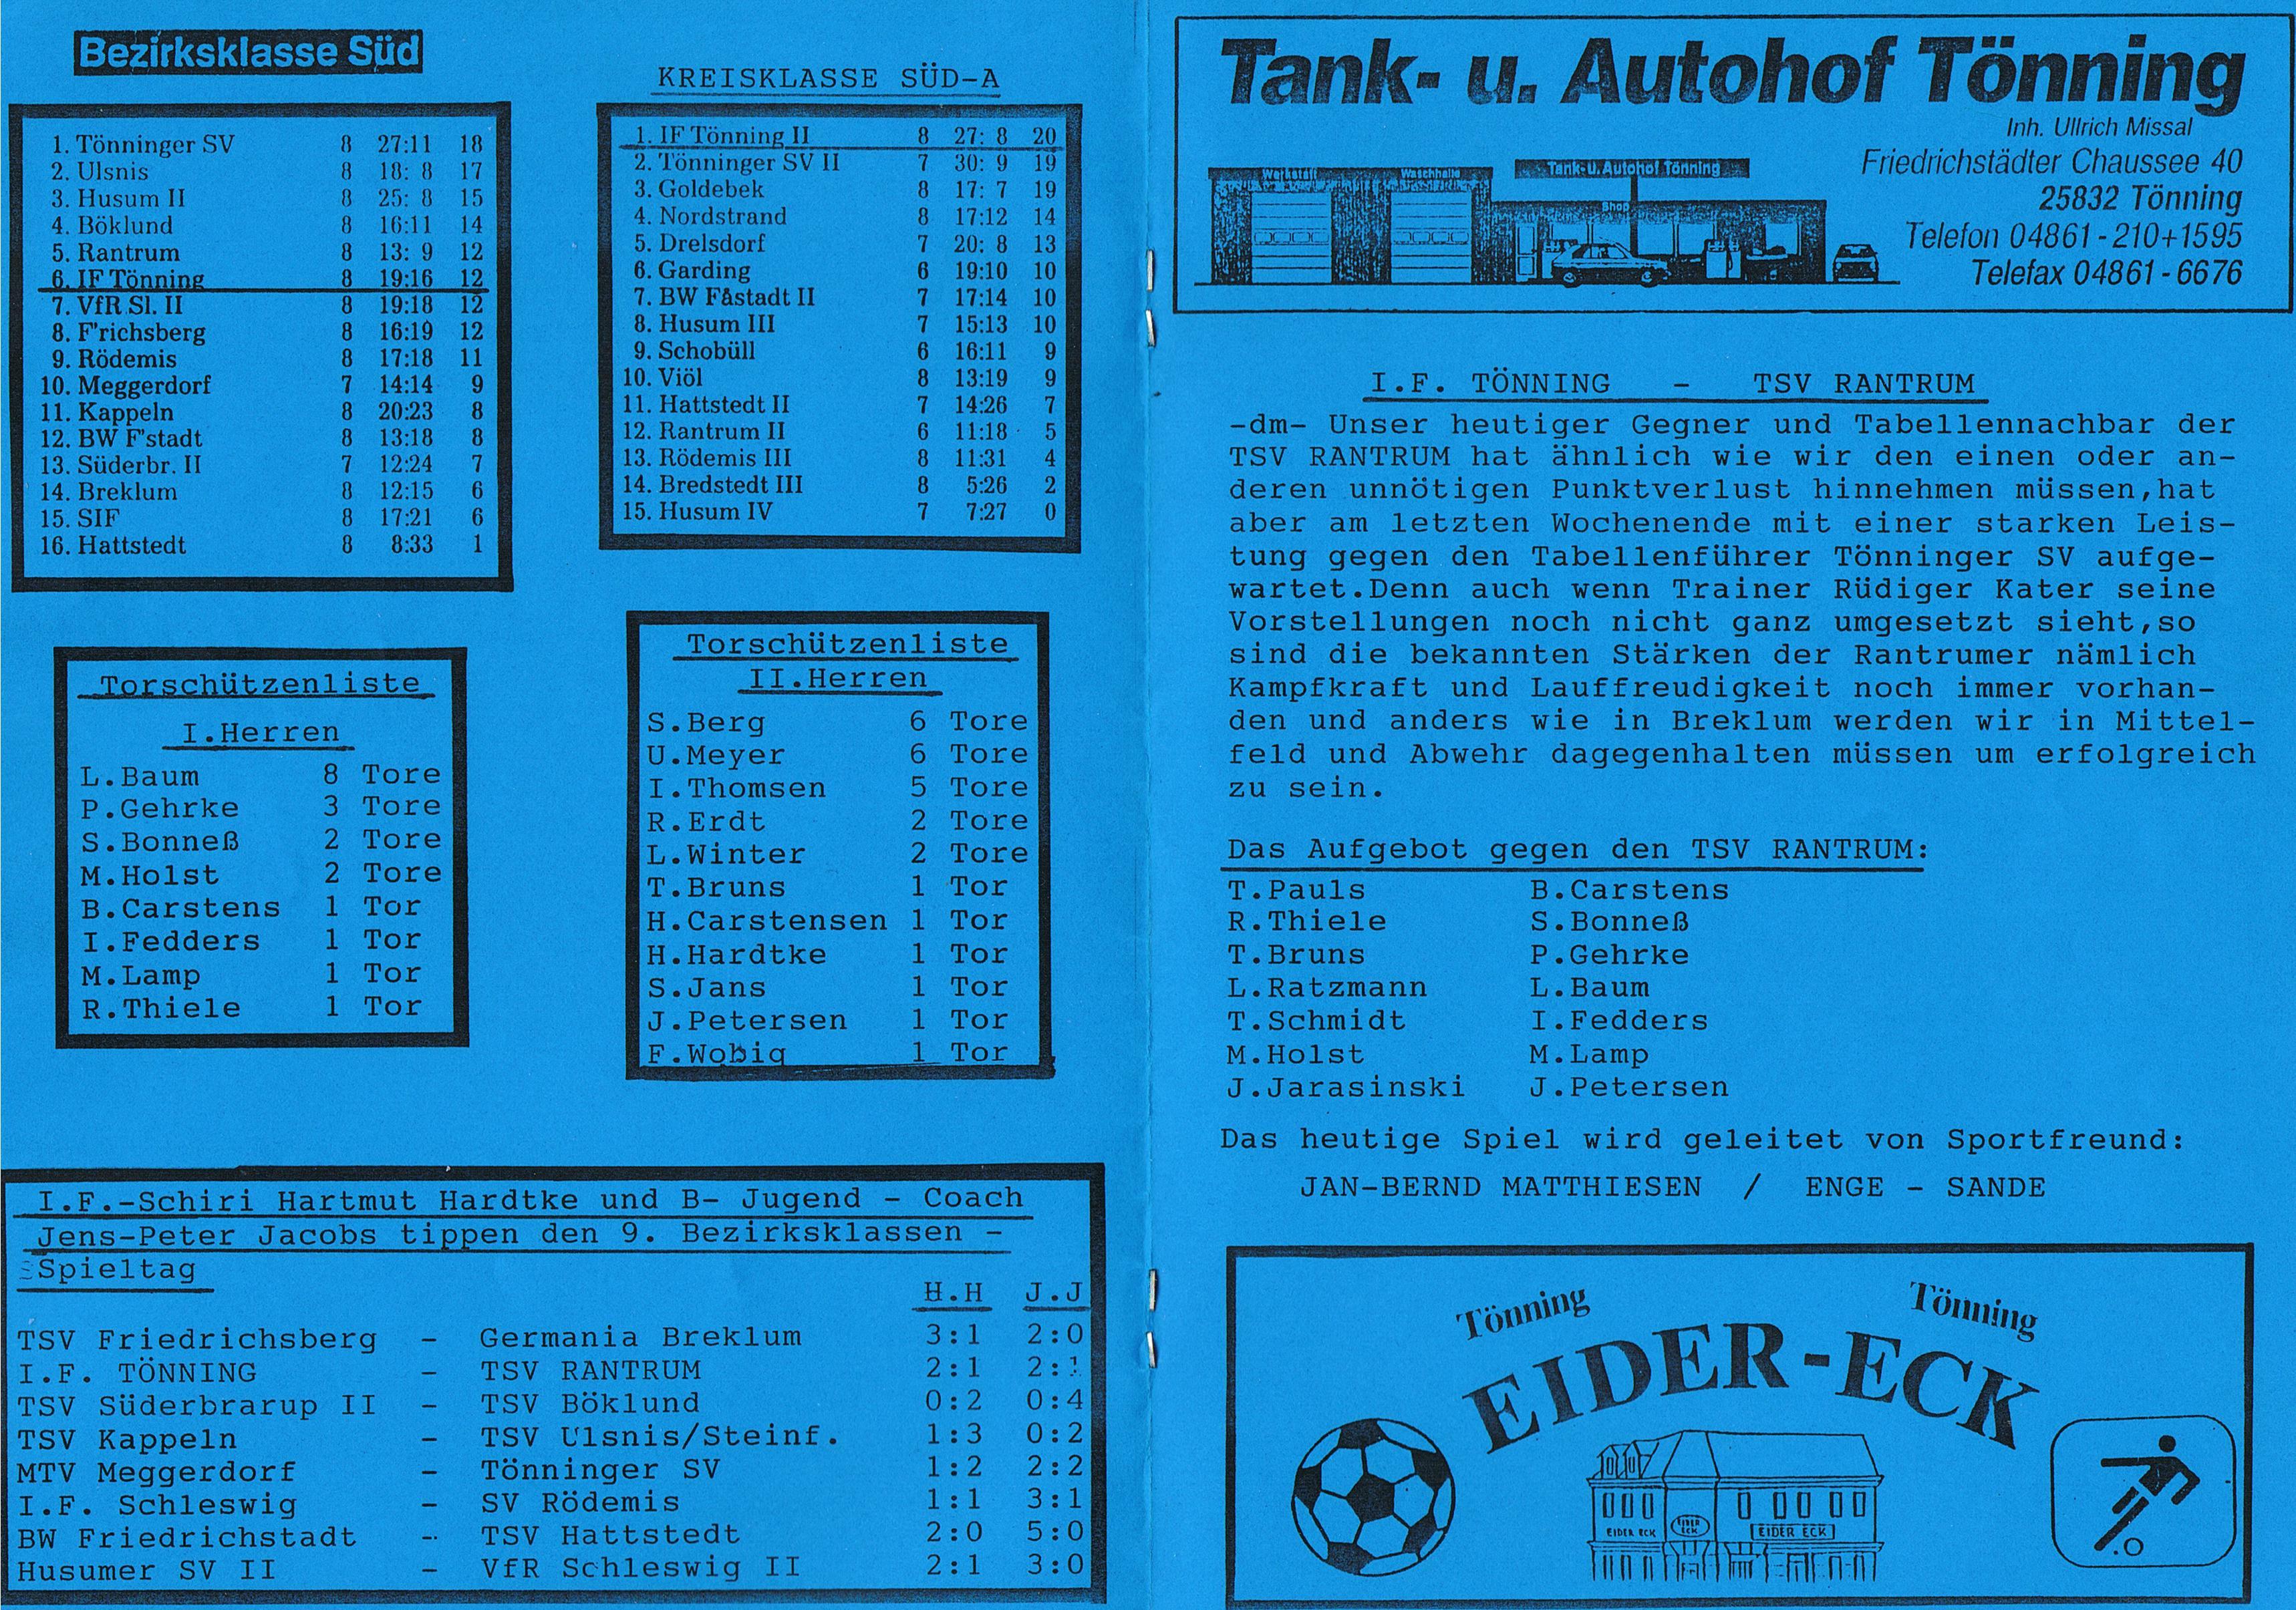 Bezirksklasse Süd
1. Tönninger SV 8 27:11 18
2. Ulsnis 8 18: 8 17
3. Husum II 8 25: 8 15
4. Böklund 8 16:11 14
5. Rantrum 8 13: 9 12
6. IF Tönning 8 19:16 12
7. VfR Sl. II 8 19:18 12
8. F'richsberg 8 16:19 12
9. Rödemis 8 17:18 11
10. Meggerdorf 7 14:14 9
11. Kappeln 8 20:23 8
12. BW F'stadt 8 13:18 8
13. Süderbr. II 7 12:24 7
14. Breklum 8 12:15 6
15. SIF 8 17:21 6
16. Hattstedt 8 8:33 1
KREISKLASSE SÜD-A
1. IF Tönning II 8 27: 8 20
2. Tönninger SV II 7 30: 9 19
3. Goldebek 8 17: 7 19
4. Nordstrand 8 17:12 14
5. Drelsdorf 7 20: 8 13
6. Garding 6 19:10 10
7. BW Fåstadt II 7 17:14 10
8. Husum III 7 15:13 10
9. Schobüll 6 16:11 9
10. Viöl 8 13:19 9
11. Hattstedt II 7 14:26 7
12. Rantrum II 6 11:18 5
13. Rödemis III 8 11:31 4
14. Bredstedt III 8 5:26 2
15. Husum IV 7 7:27 0
Torschützenliste
I.Herren
L.Baum 8 Tore
P.Gehrke 3 Tore
S.Bonneß 2 Tore
M.Holst 2 Tore
B.Carstens 1 Tor
I.Fedders 1 Tor
M.Lamp 1 Tor
R.Thiele 1 Tor
Torschützenliste
II.Herren
S.Berg 6 Tore
U.Meyer 6 Tore
I.Thomsen 5 Tore
R.Erdt 2 Tore
L.Winter 2 Tore
T.Bruns 1 Tor
H.Carstensen 1 Tor
H.Hardtke 1 Tor
S.Jans 1 Tor
J.Petersen 1 Tor
F.Wobig 1 Tor
I.F.-Schiri Hartmut Hardtke und B- Jugend - Coach
Jens-Peter Jacobs tippen den 9. Bezirksklassen -
Spieltag
H.H J.J
TSV Friedrichsberg - Germania Breklum 3:1 2:0
I.F. TÖNNING - TSV RANTRUM 2:1 2:1
TSV Süderbrarup II - TSV Böklund 0:2 0:4
TSV Kappeln - TSV Ulsnis/Steinf. 1:3 0:2
MTV Meggerdorf - Tönninger SV 1:2 2:2
I.F. Schleswig - SV Rödemis 1:1 3:1
BW Friedrichstadt - TSV Hattstedt 2:0 5:0
Husumer SV II - VfR Schleswig II 2:1 3:0
Tank- u. Autohof Tönning
Inh. Ullrich Missal
Friedrichstädter Chaussee 40
25832 Tönning
Telefon 04861-210+1595
Telefax 04861-6676
Werkstatt
Waschhalle
Tank- u. Autohof Tönning
Shop
I.F. TÖNNING - TSV RANTRUM
-dm- Unser heutiger Gegner und Tabellennachbar der
TSV RANTRUM hat ähnlich wie wir den einen oder an-
deren unnötigen Punktverlust hinnehmen müssen,hat
aber am letzten Wochenende mit einer starken Leis-
tung gegen den Tabellenführer Tönninger SV aufge-
wartet.Denn auch wenn Trainer Rüdiger Kater seine
Vorstellungen noch nicht ganz umgesetzt sieht,so
sind die bekannten Stärken der Rantrumer nämlich
Kampfkraft und Lauffreudigkeit noch immer vorhan-
den und anders wie in Breklum werden wir in Mittel-
feld und Abwehr dagegenhalten müssen um erfolgreich
zu sein.
Das Aufgebot gegen den TSV RANTRUM:
T.Pauls B.Carstens
R.Thiele S.Bonneß
T.Bruns P.Gehrke
L.Ratzmann L.Baum
T.Schmidt I.Fedders
M.Holst M.Lamp
J.Jarasinski J.Petersen
Das heutige Spiel wird geleitet von Sportfreund:
JAN-BERND MATTHIESEN / ENGE - SANDE
Tönning Tönning
EIDER-ECK
EIDER ECK
EIDER ECK
EIDER ECK